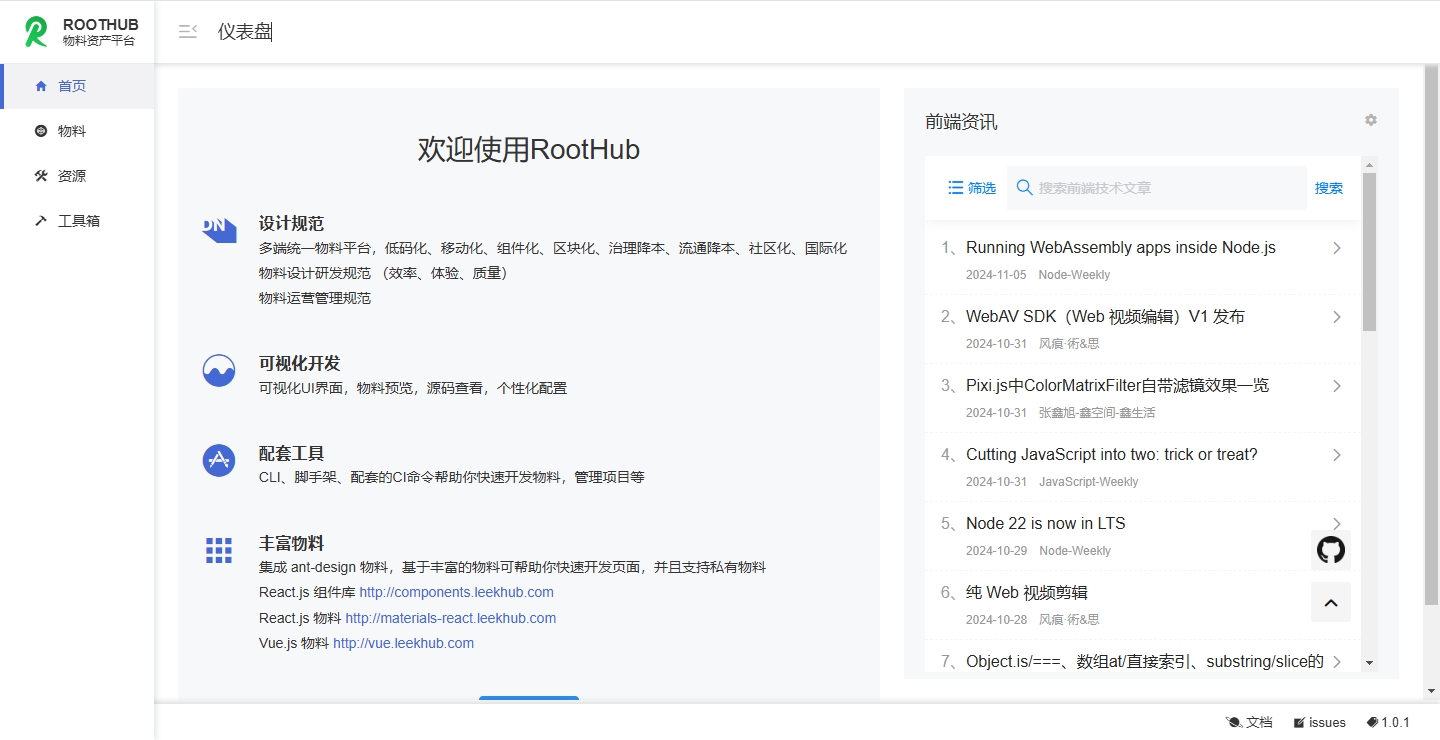 ROOTHUB
物料资产平台
仪表盘
首页
物料
资源
工具箱
欢迎使用RootHub
DN
设计规范
多端统一物料平台，低码化、移动化、组件化、区块化、治理降本、流通降本、社区化、国际化
物料设计研发规范 （效率、体验、质量）
物料运营管理规范
可视化开发
可视化UI界面，物料预览，源码查看，个性化配置
配套工具
CLI、脚手架、配套的CI命令帮助你快速开发物料，管理项目等
丰富物料
集成 ant-design 物料，基于丰富的物料可帮助你快速开发页面，并且支持私有物料
React.js 组件库 http://components.leekhub.com
React.js 物料 http://materials-react.leekhub.com
Vue.js 物料 http://vue.leekhub.com
前端资讯
筛选 搜索前端技术文章 搜索
1、 Running WebAssembly apps inside Node.js
2024-11-05 Node-Weekly
2、 WebAV SDK（Web 视频编辑）V1 发布
2024-10-31 风痕·術&思
3、 Pixi.js中ColorMatrixFilter自带滤镜效果一览
2024-10-31 张鑫旭-鑫空间-鑫生活
4、 Cutting JavaScript into two: trick or treat?
2024-10-31 JavaScript-Weekly
5、 Node 22 is now in LTS
2024-10-29 Node-Weekly
6、 纯 Web 视频剪辑
2024-10-28 风痕·術&思
7、 Object.is/===、数组at/直接索引、substring/slice的
文档 issues 1.0.1